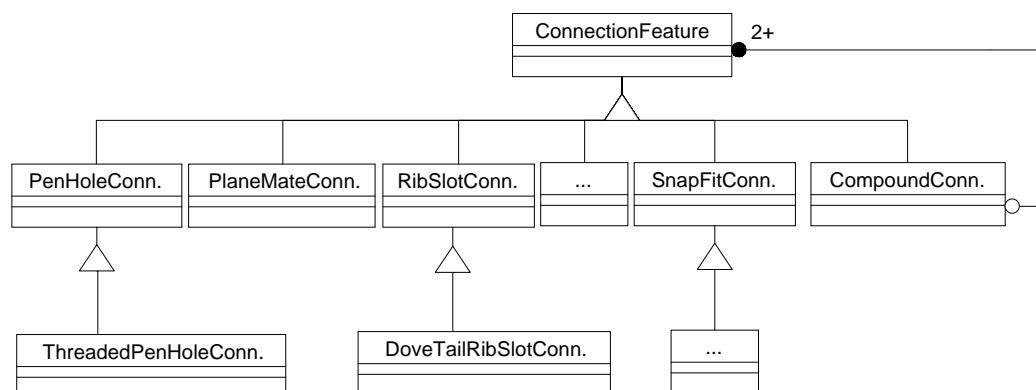 ConnectionFeature
2+
PenHoleConn.
PlaneMateConn.
RibSlotConn.
...
SnapFitConn.
CompoundConn.
ThreadedPenHoleConn.
DoveTailRibSlotConn.
...